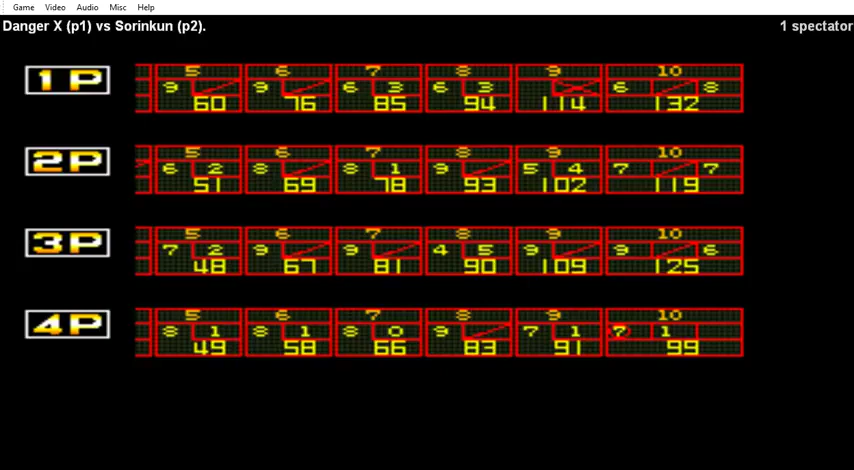 Game Video Audio Misc Help
Danger X (p1) vs Sorinkun (p2). 1 spectator
1P
5 6 7 8 9 10
9 9 6 3 6 3 6 8
60 76 85 94 114 132
2P
5 6 7 8 9 10
6 2 8 8 1 9 5 4 7 7
51 69 78 93 102 119
3P
5 6 7 8 9 10
7 2 9 9 4 5 9 9 6
48 67 81 90 109 125
4P
5 6 7 8 9 10
8 1 8 1 8 0 9 7 1 7 1
49 58 66 83 91 99